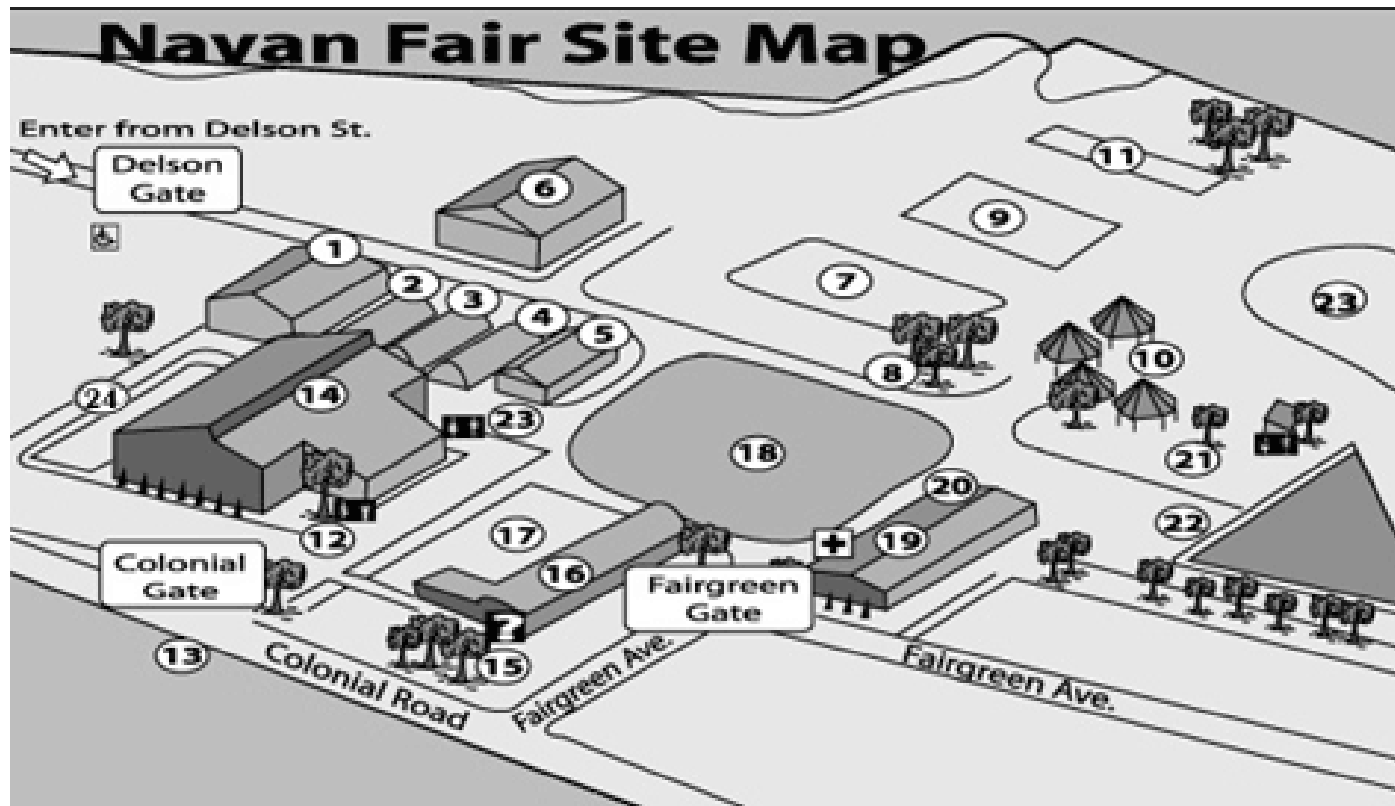 Navan Fair Site Map
Enter from Delson St.
Delson
Gate
11
6
9
1
7
2
23
3
4
5
10
8
24
14
23
18
21
20
22
12
17
19
16
Colonial
Gate
Fairgreen
Gate
?
13
15
Colonial Road
Fairgreen Ave.
Fairgreen Ave.